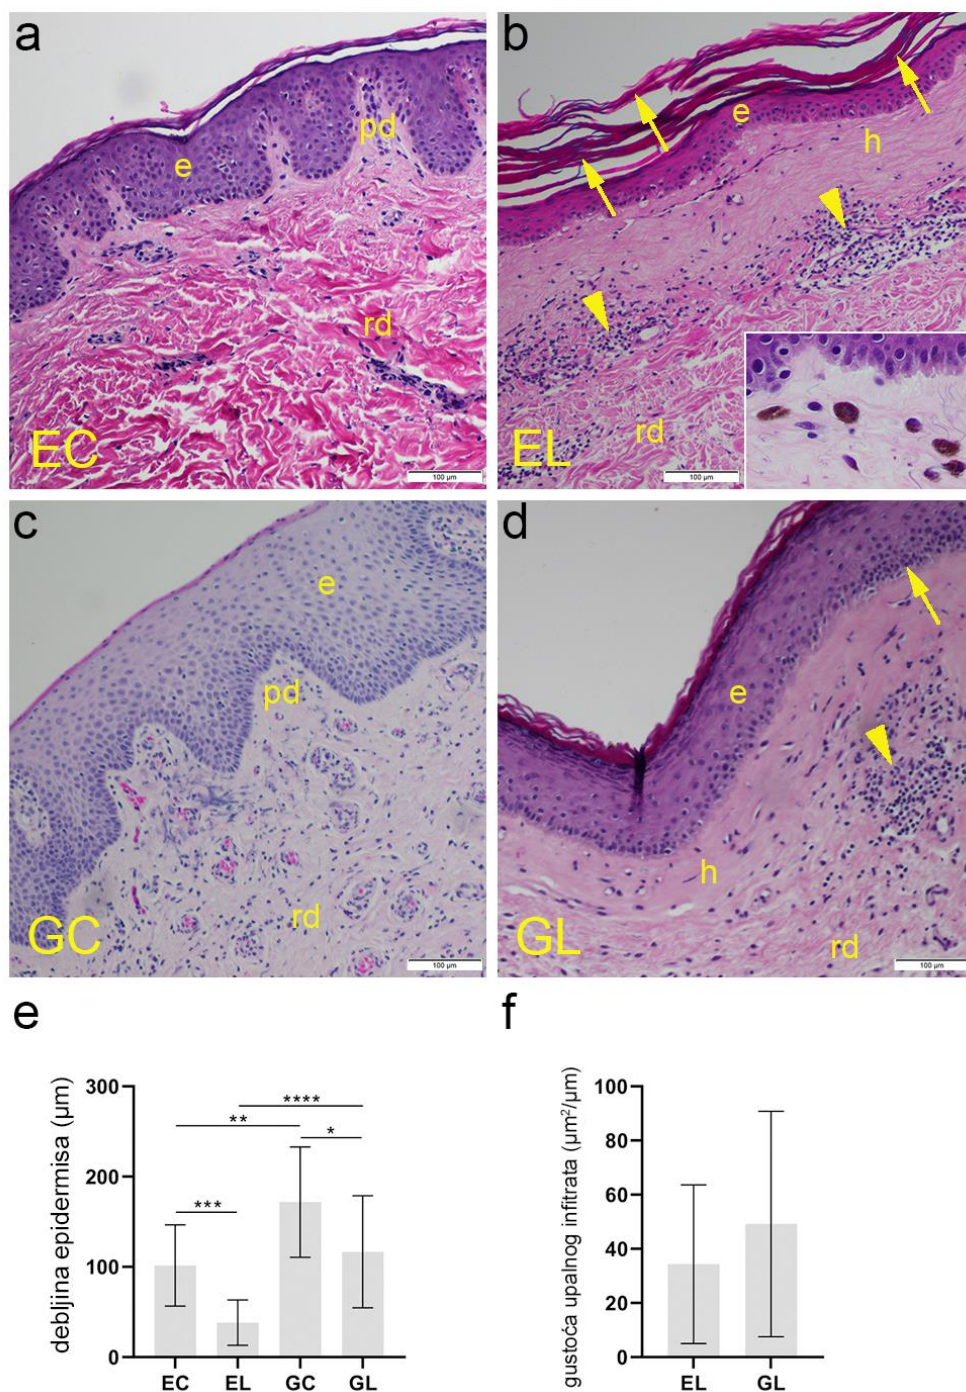 a
e
pd
rd
EC
100 µm
b
e
h
rd
EL
100 µm
c
e
pd
rd
GC
100 µm
d
e
h
rd
GL
100 µm
e
debljina epidermisa (µm)
300
200
100
0
****
**
*
***
EC EL GC GL
f
gustoća upalnog infitrata (µm²/µm)
100
80
60
40
20
0
EL GL